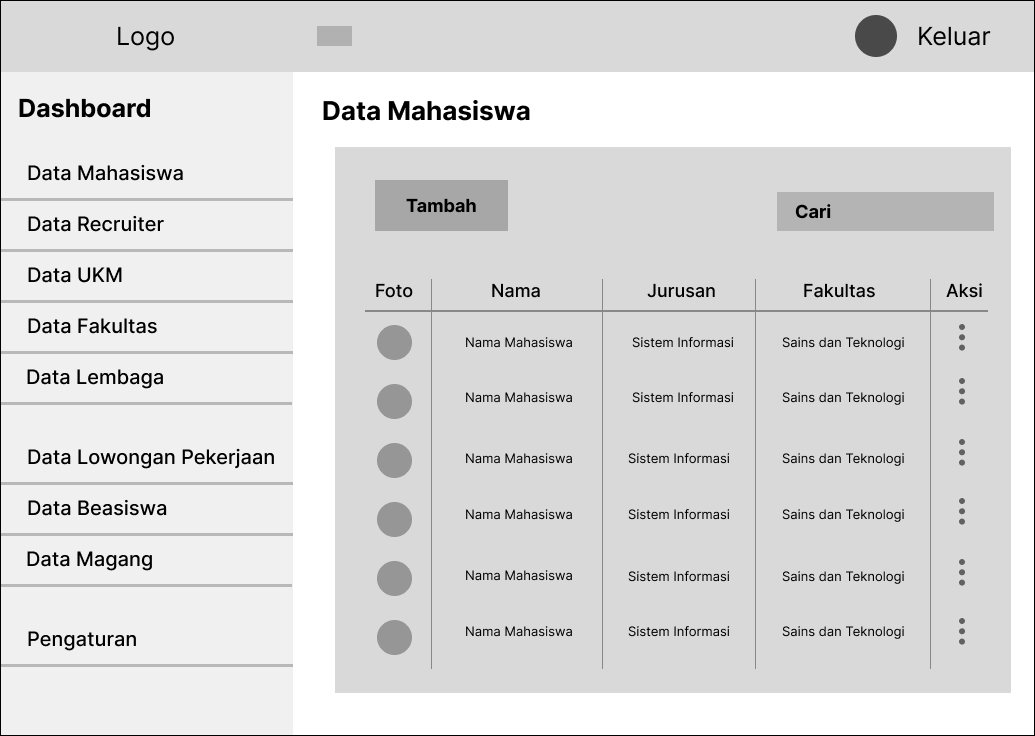 Logo
Keluar
Dashboard
Data Mahasiswa
Data Recruiter
Data UKM
Data Fakultas
Data Lembaga
Data Lowongan Pekerjaan
Data Beasiswa
Data Magang
Pengaturan
Data Mahasiswa
Tambah
Cari
Foto Nama Jurusan Fakultas Aksi
Nama Mahasiswa Sistem Informasi Sains dan Teknologi
Nama Mahasiswa Sistem Informasi Sains dan Teknologi
Nama Mahasiswa Sistem Informasi Sains dan Teknologi
Nama Mahasiswa Sistem Informasi Sains dan Teknologi
Nama Mahasiswa Sistem Informasi Sains dan Teknologi
Nama Mahasiswa Sistem Informasi Sains dan Teknologi